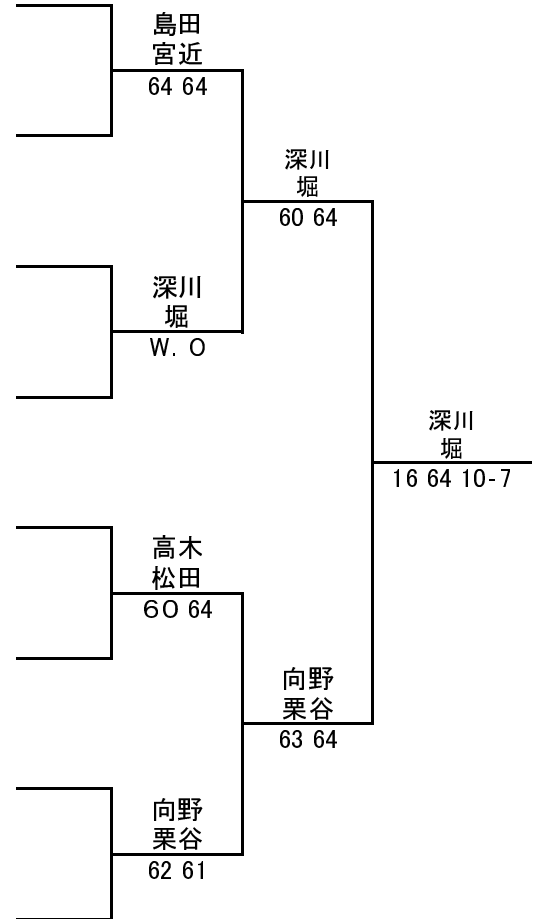 島田
宮近
64 64
深川
堀
60 64
深川
堀
W. O
深川
堀
16 64 10-7
高木
松田
６０ 64
向野
栗谷
63 64
向野
栗谷
62 61